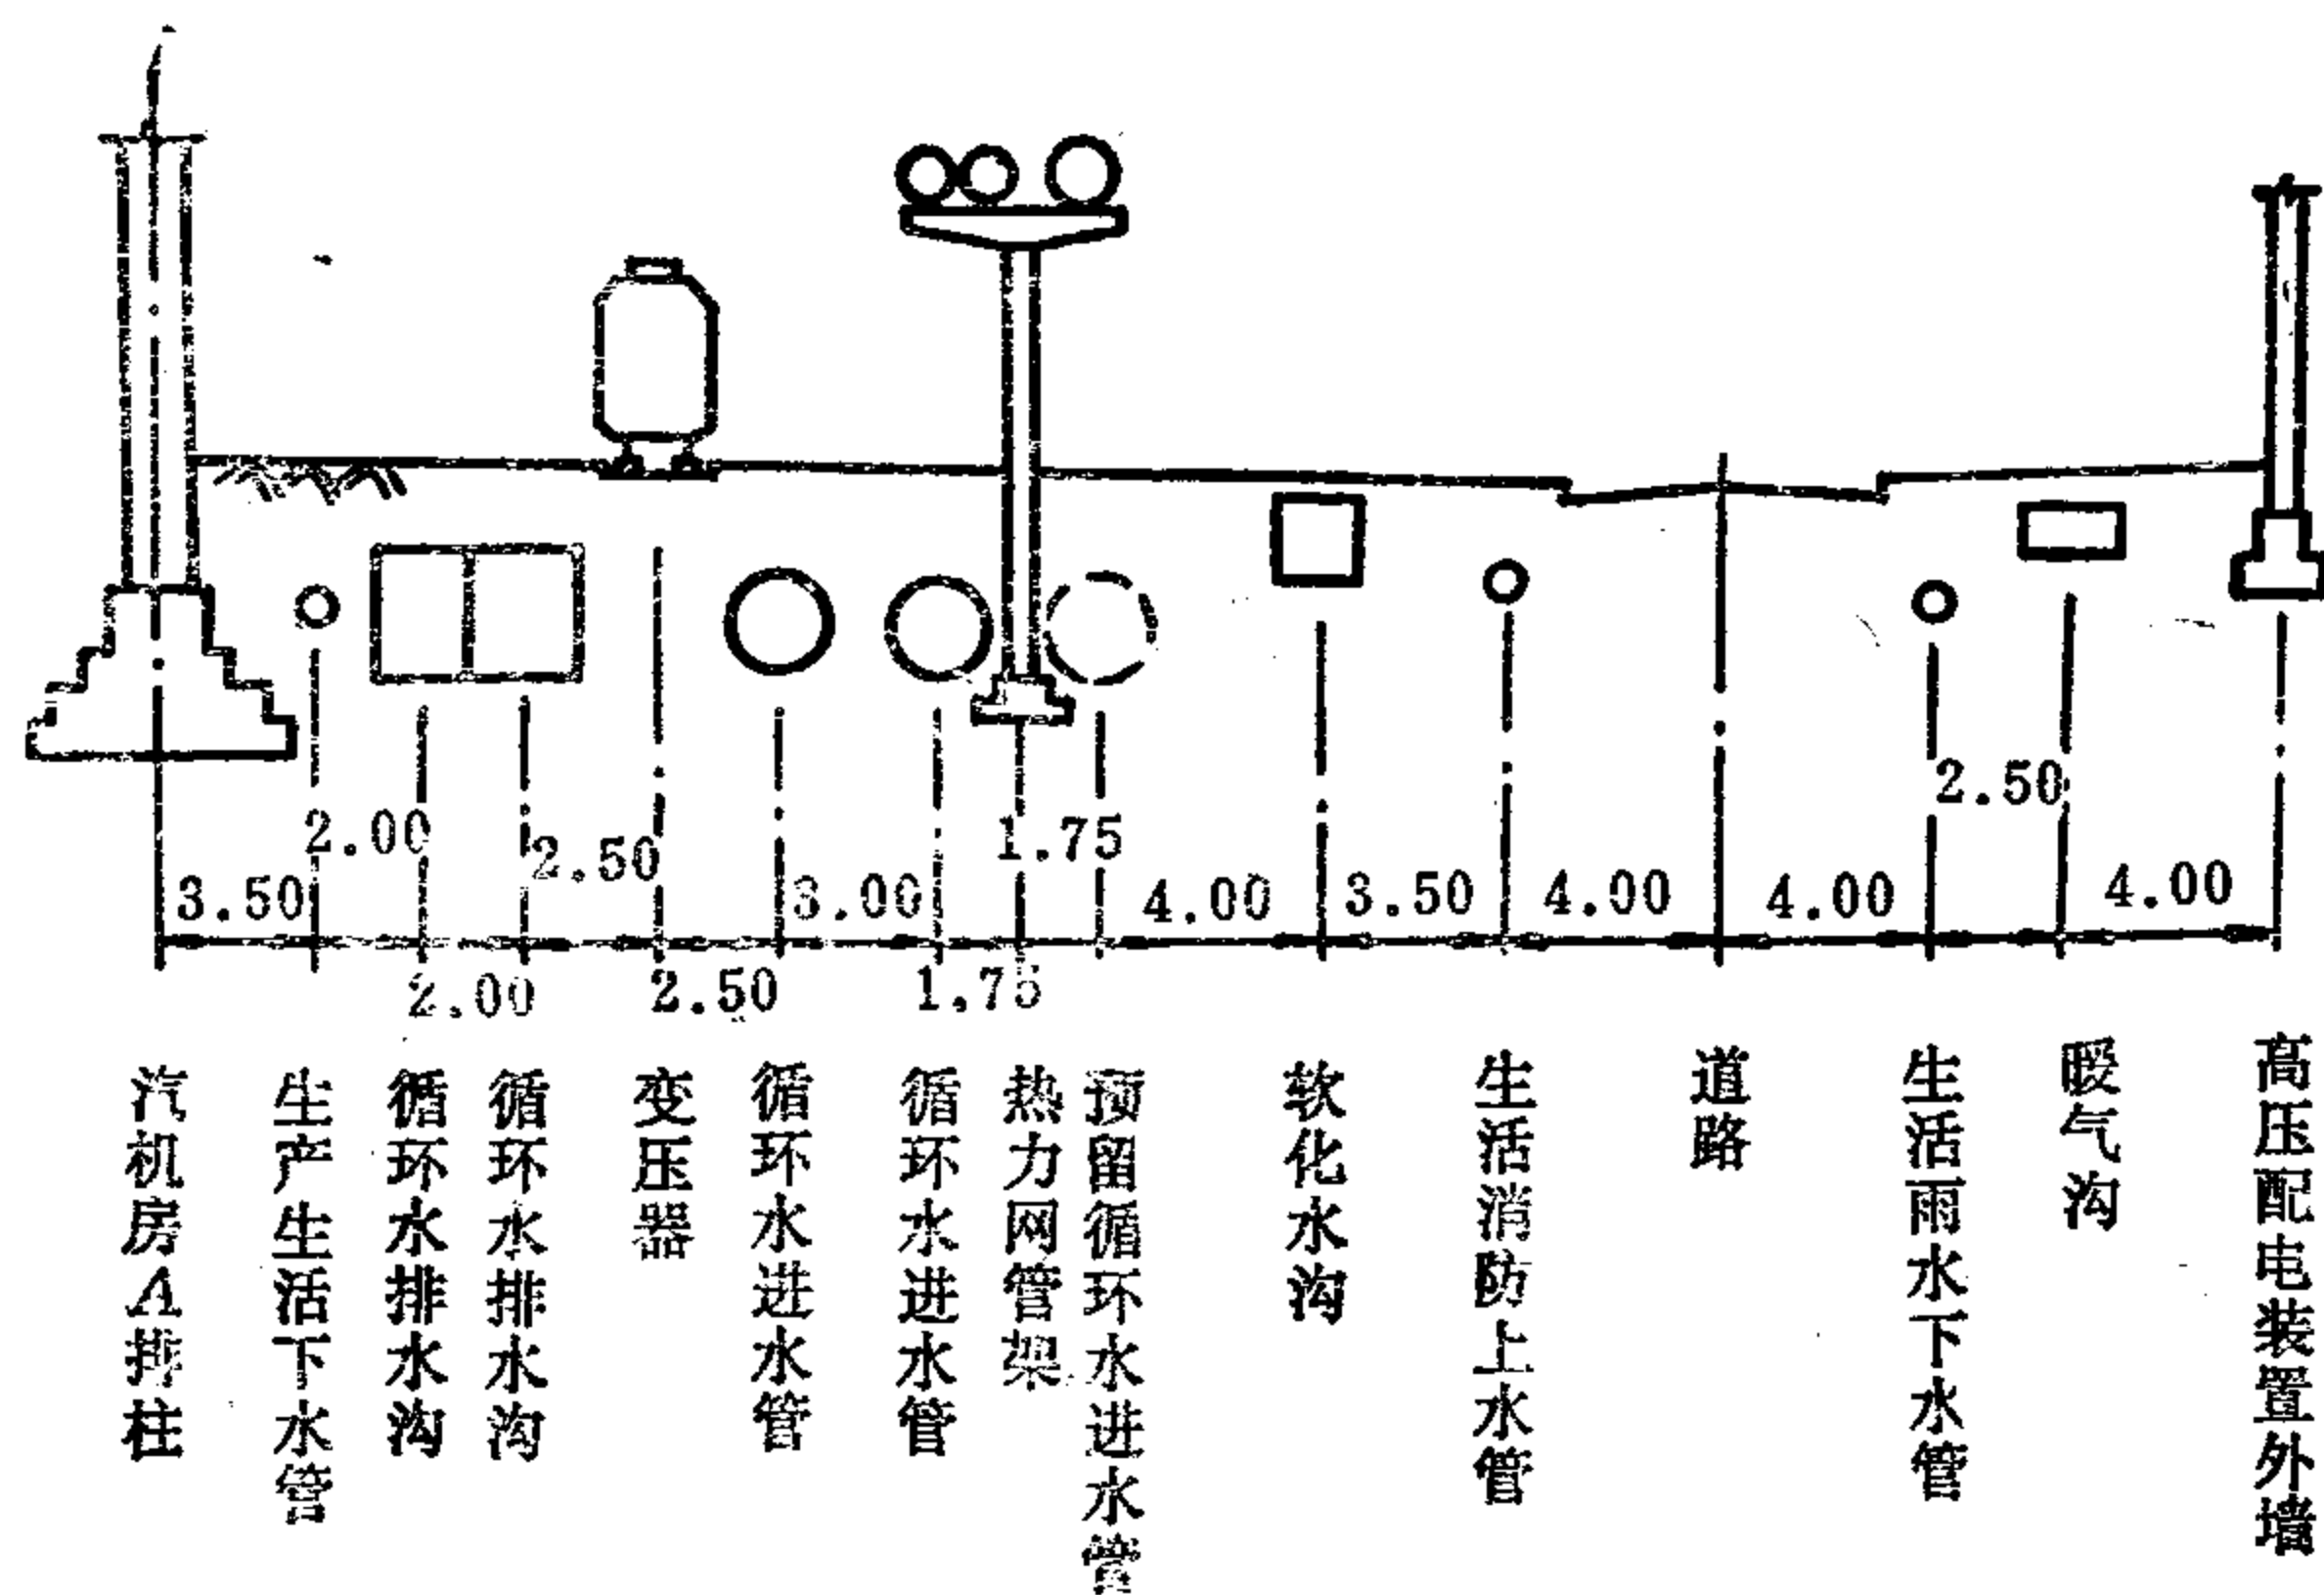 2.50
2.00
1.75
2.50
3.50
3.00
4.00
3.50
4.00
4.00
4.00
2.00
2.50
1.75
汽机房A排柱
生产生活下水管
循环水排水沟
循环水排水沟
变压器
循环水进水管
循环水进水管
热力网管架
预留循环水进水管
软化水沟
生活消防上水管
道路
生活雨水下水管
暖气沟
高压配电装置外墙